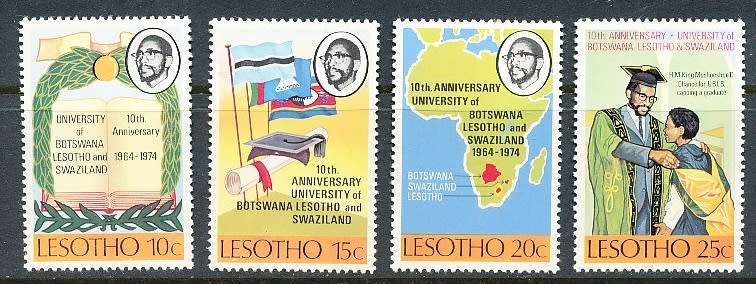 UNIVERSITY
of
BOTSWANA
LESOTHO and
SWAZILAND
10th
Anniversary
1964-1974
LESOTHO 10c
10th.
ANNIVERSARY
UNIVERSITY of
BOTSWANA LESOTHO and
SWAZILAND
LESOTHO 15c
10th. ANNIVERSARY
UNIVERSITY of
BOTSWANA
LESOTHO and
SWAZILAND
1964-1974
BOTSWANA
SWAZILAND
LESOTHO
LESOTHO 20c
10th ANNIVERSARY - UNIVERSITY of
BOTSWANA LESOTHO & SWAZILAND
H.M. King Moshoeshoe II
Chancellor U.B.L.S.
capping a graduate
LESOTHO 25c